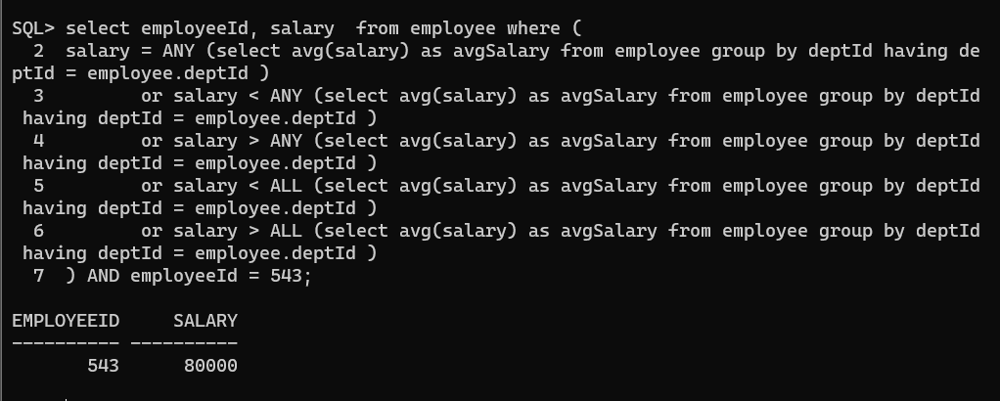 SQL> select employeeId, salary  from employee where (
  2  salary = ANY (select avg(salary) as avgSalary from employee group by deptId having de
ptId = employee.deptId )
  3         or salary < ANY (select avg(salary) as avgSalary from employee group by deptId
 having deptId = employee.deptId )
  4         or salary > ANY (select avg(salary) as avgSalary from employee group by deptId
 having deptId = employee.deptId )
  5         or salary < ALL (select avg(salary) as avgSalary from employee group by deptId
 having deptId = employee.deptId )
  6         or salary > ALL (select avg(salary) as avgSalary from employee group by deptId
 having deptId = employee.deptId )
  7  ) AND employeeId = 543;
EMPLOYEEID     SALARY
---------- ----------
       543      80000